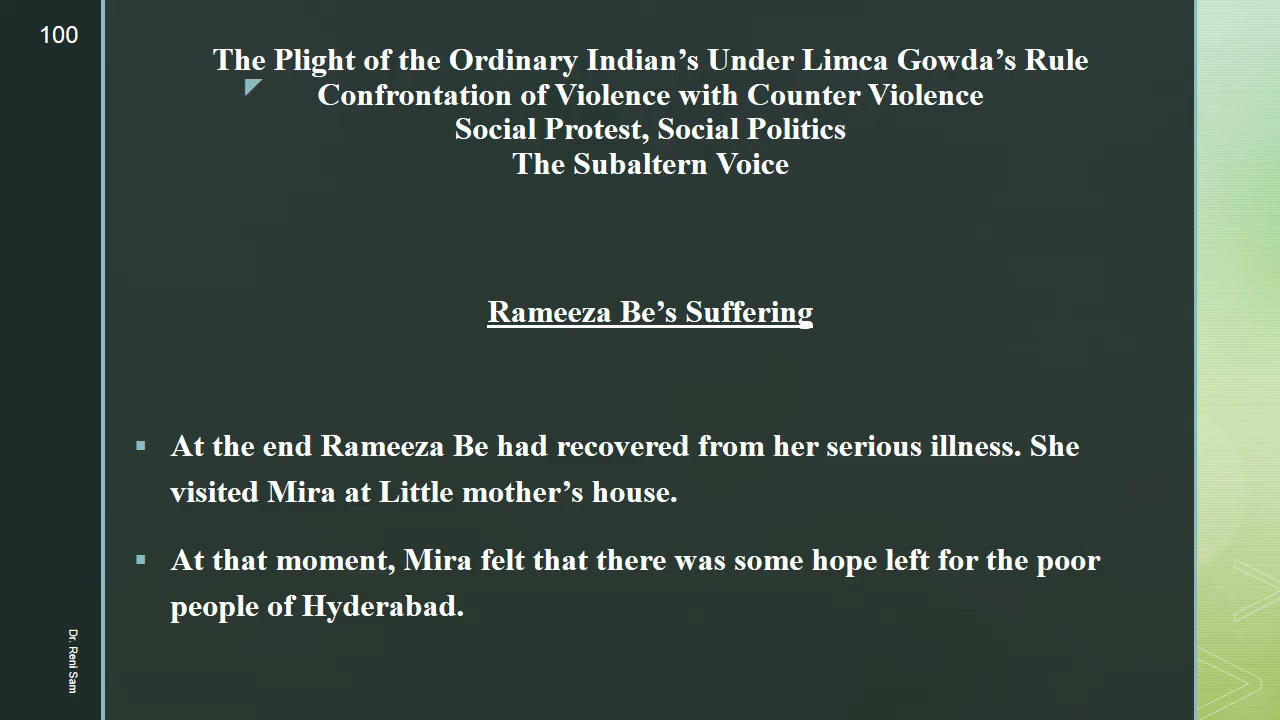 100
The Plight of the Ordinary Indian’s Under Limca Gowda’s Rule
Confrontation of Violence with Counter Violence
Social Protest, Social Politics
The Subaltern Voice
Rameeza Be’s Suffering
At the end Rameeza Be had recovered from her serious illness. She
visited Mira at Little mother’s house.
At that moment, Mira felt that there was some hope left for the poor
people of Hyderabad.
Dr. Reni Sam